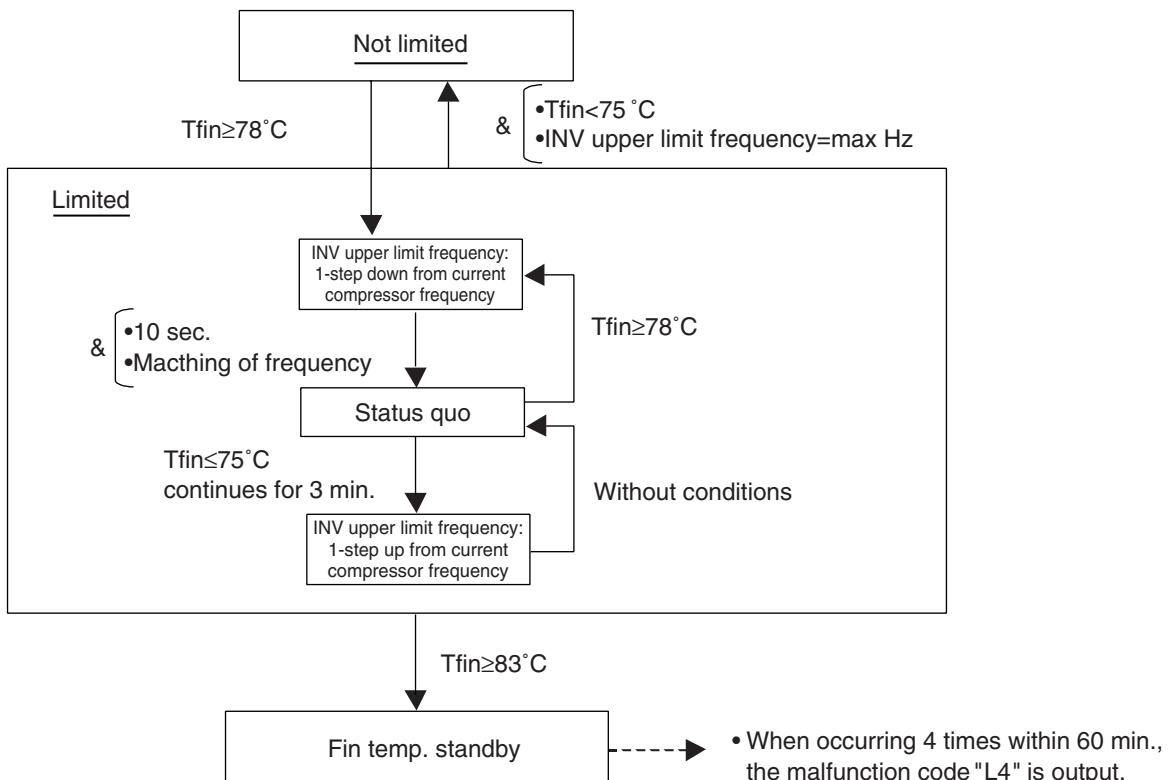 Not limited
Tfin≥78˚C
&
•Tfin<75 ˚C
•INV upper limit frequency=max Hz
Limited
INV upper limit frequency:
1-step down from current
compressor frequency
Tfin≥78˚C
&
•10 sec.
•Macthing of frequency
Status quo
Tfin≤75˚C
continues for 3 min.
Without conditions
INV upper limit frequency:
1-step up from current
compressor frequency
Tfin≥83˚C
Fin temp. standby
• When occurring 4 times within 60 min.,
the malfunction code "L4" is output.